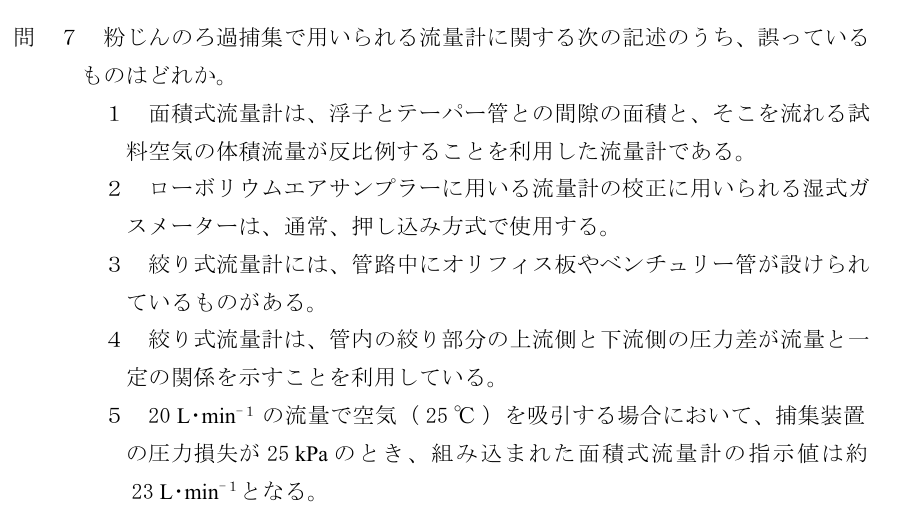 問　７　粉じんのろ過捕集で用いられる流量計に関する次の記述のうち、誤っている
ものはどれか。
１　面積式流量計は、浮子とテーパー管との間隙の面積と、そこを流れる試
料空気の体積流量が反比例することを利用した流量計である。
２　ローボリウムエアサンプラーに用いる流量計の校正に用いられる湿式ガ
スメーターは、通常、押し込み方式で使用する。
３　絞り式流量計には、管路中にオリフィス板やベンチュリー管が設けられ
ているものがある。
４　絞り式流量計は、管内の絞り部分の上流側と下流側の圧力差が流量と一
定の関係を示すことを利用している。
５　20 L･min⁻¹ の流量で空気（ 25 ℃ ）を吸引する場合において、捕集装置
の圧力損失が 25 kPa のとき、組み込まれた面積式流量計の指示値は約
23 L･min⁻¹となる。